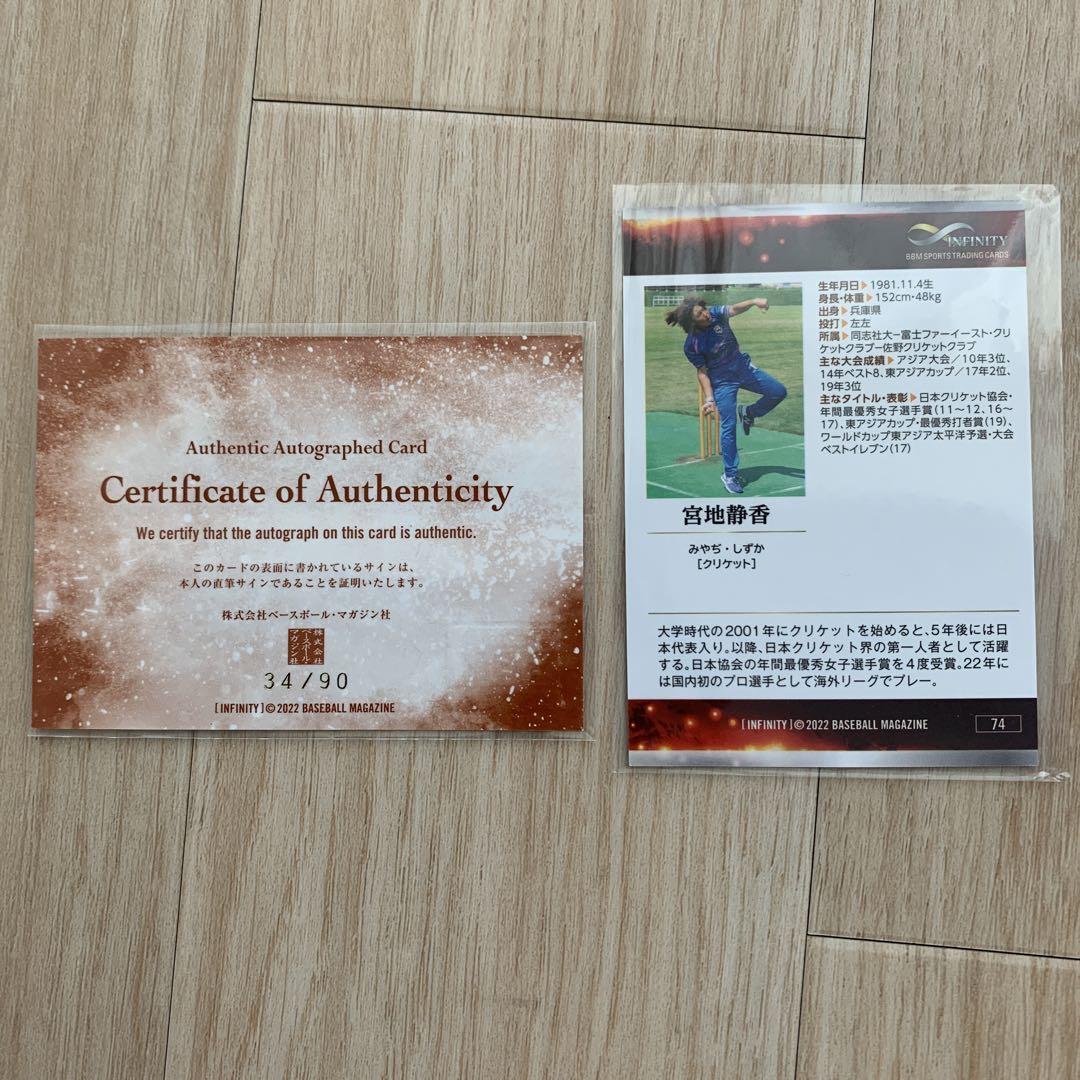 Authentic Autographed Card
Certificate of Authenticity
We certify that the autograph on this card is authentic.
このカードの表面に書かれているサインは、
本人の直筆サインであることを証明いたします。
株式会社ベースボール・マガジン社
株式会社
ベースボール・
マガジン社
34/90
[ INFINITY ] © 2022 BASEBALL MAGAZINE
INFINITY
BBM SPORTS TRADING CARDS
生年月日▶1981.11.4生
身長・体重▶152cm・48kg
出身▶兵庫県
投打▶左左
所属▶同志社大ー富士ファーイースト・クリ
ケットクラブー佐野クリケットクラブ
主な大会成績▶アジア大会/10年3位、
14年ベスト8、東アジアカップ/17年2位、
19年3位
主なタイトル・表彰▶日本クリケット協会・
年間最優秀女子選手賞(11〜12、16〜
17)、東アジアカップ・最優秀打者賞(19)、
ワールドカップ東アジア太平洋予選・大会
ベストイレブン(17)
宮地静香
みやぢ・しずか
[クリケット]
大学時代の2001年にクリケットを始めると、5年後には日
本代表入り。以降、日本クリケット界の第一人者として活躍
する。日本協会の年間最優秀女子選手賞を4度受賞。22年に
は国内初のプロ選手として海外リーグでプレー。
[ INFINITY ] © 2022 BASEBALL MAGAZINE
74